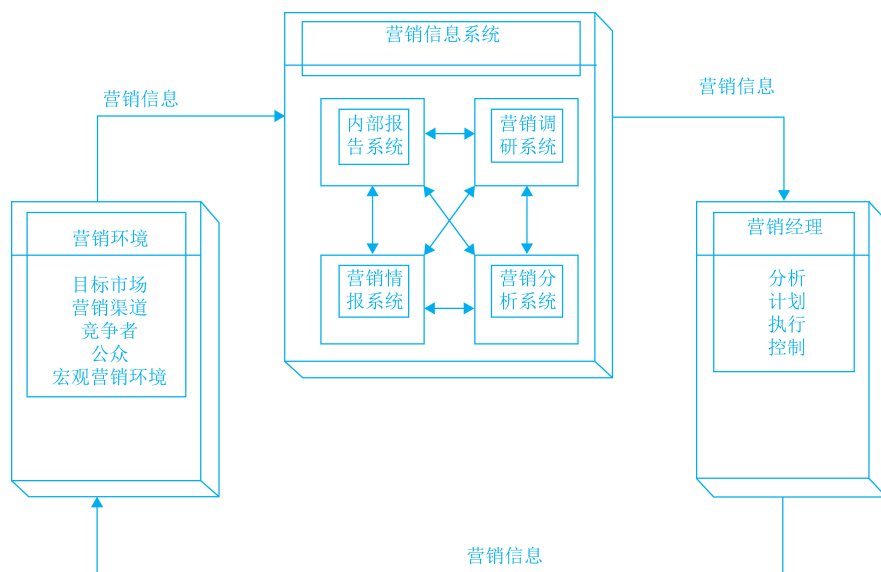 营销信息系统
营销信息
营销信息
内部报
告系统
营销调
研系统
营销环境
目标市场
营销渠道
竞争者
公众
宏观营销环境
营销情
报系统
营销分
析系统
营销经理
分析
计划
执行
控制
营销信息